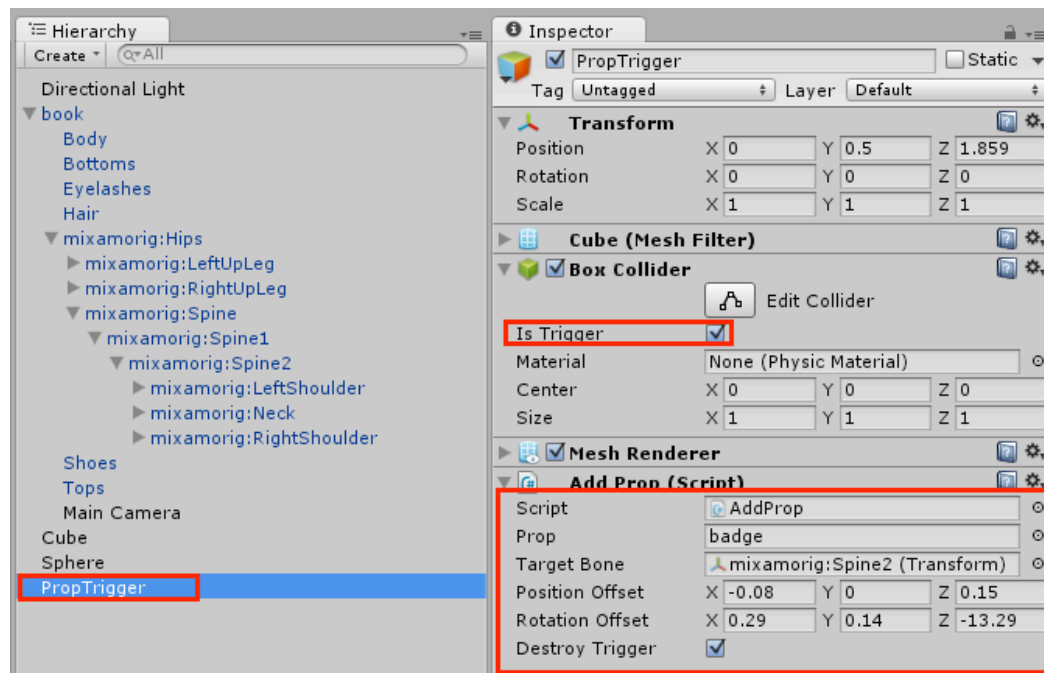 Hierarchy
Create
All
Directional Light
book
Body
Bottoms
Eyelashes
Hair
mixamorig:Hips
mixamorig:LeftUpLeg
mixamorig:RightUpLeg
mixamorig:Spine
mixamorig:Spine1
mixamorig:Spine2
mixamorig:LeftShoulder
mixamorig:Neck
mixamorig:RightShoulder
Shoes
Tops
Main Camera
Cube
Sphere
PropTrigger
Inspector
PropTrigger Static
Tag Untagged Layer Default
Transform
Position X 0 Y 0.5 Z 1.859
Rotation X 0 Y 0 Z 0
Scale X 1 Y 1 Z 1
Cube (Mesh Filter)
Box Collider
Edit Collider
Is Trigger
Material None (Physic Material)
Center X 0 Y 0 Z 0
Size X 1 Y 1 Z 1
Mesh Renderer
Add Prop (Script)
Script AddProp
Prop badge
Target Bone mixamorig:Spine2 (Transform)
Position Offset X -0.08 Y 0 Z 0.15
Rotation Offset X 0.29 Y 0.14 Z -13.29
Destroy Trigger